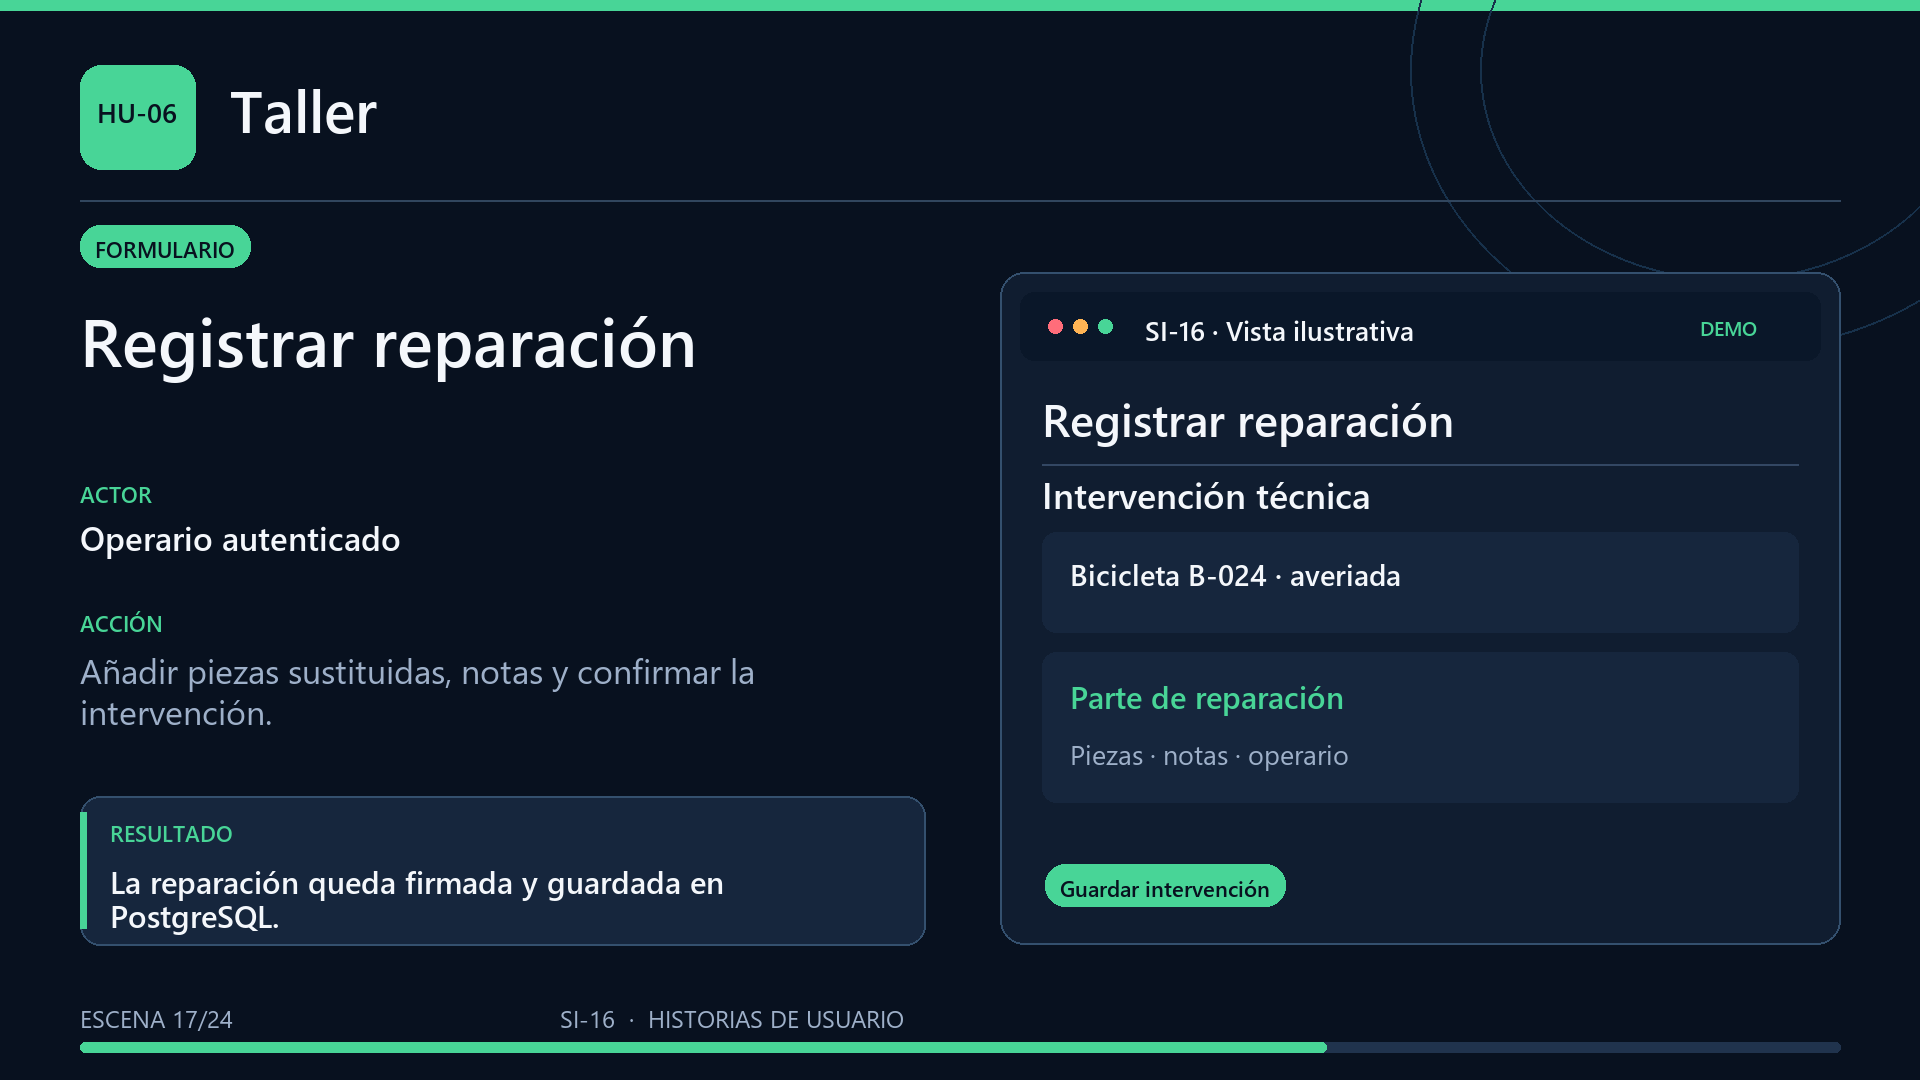 HU-06
Taller
FORMULARIO
Registrar reparación
ACTOR
Operario autenticado
ACCIÓN
Añadir piezas sustituidas, notas y confirmar la
intervención.
RESULTADO
La reparación queda firmada y guardada en
PostgreSQL.
SI-16 · Vista ilustrativa
DEMO
Registrar reparación
Intervención técnica
Bicicleta B-024 · averiada
Parte de reparación
Piezas · notas · operario
Guardar intervención
ESCENA 17/24
SI-16 · HISTORIAS DE USUARIO